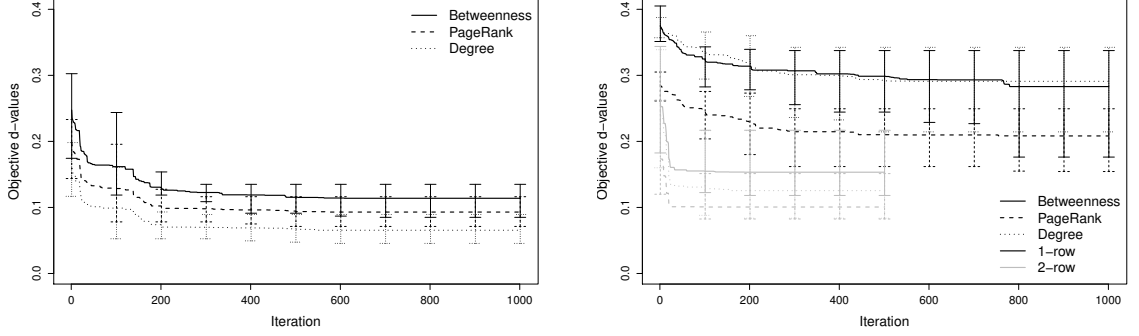 0.4
0.3
0.2
0.1
0.0
Objective d−values
0
200
400
600
800
1000
Iteration
Betweenness
PageRank
Degree
0.4
0.3
0.2
0.1
0.0
Objective d−values
0
200
400
600
800
1000
Iteration
Betweenness
PageRank
Degree
1−row
2−row